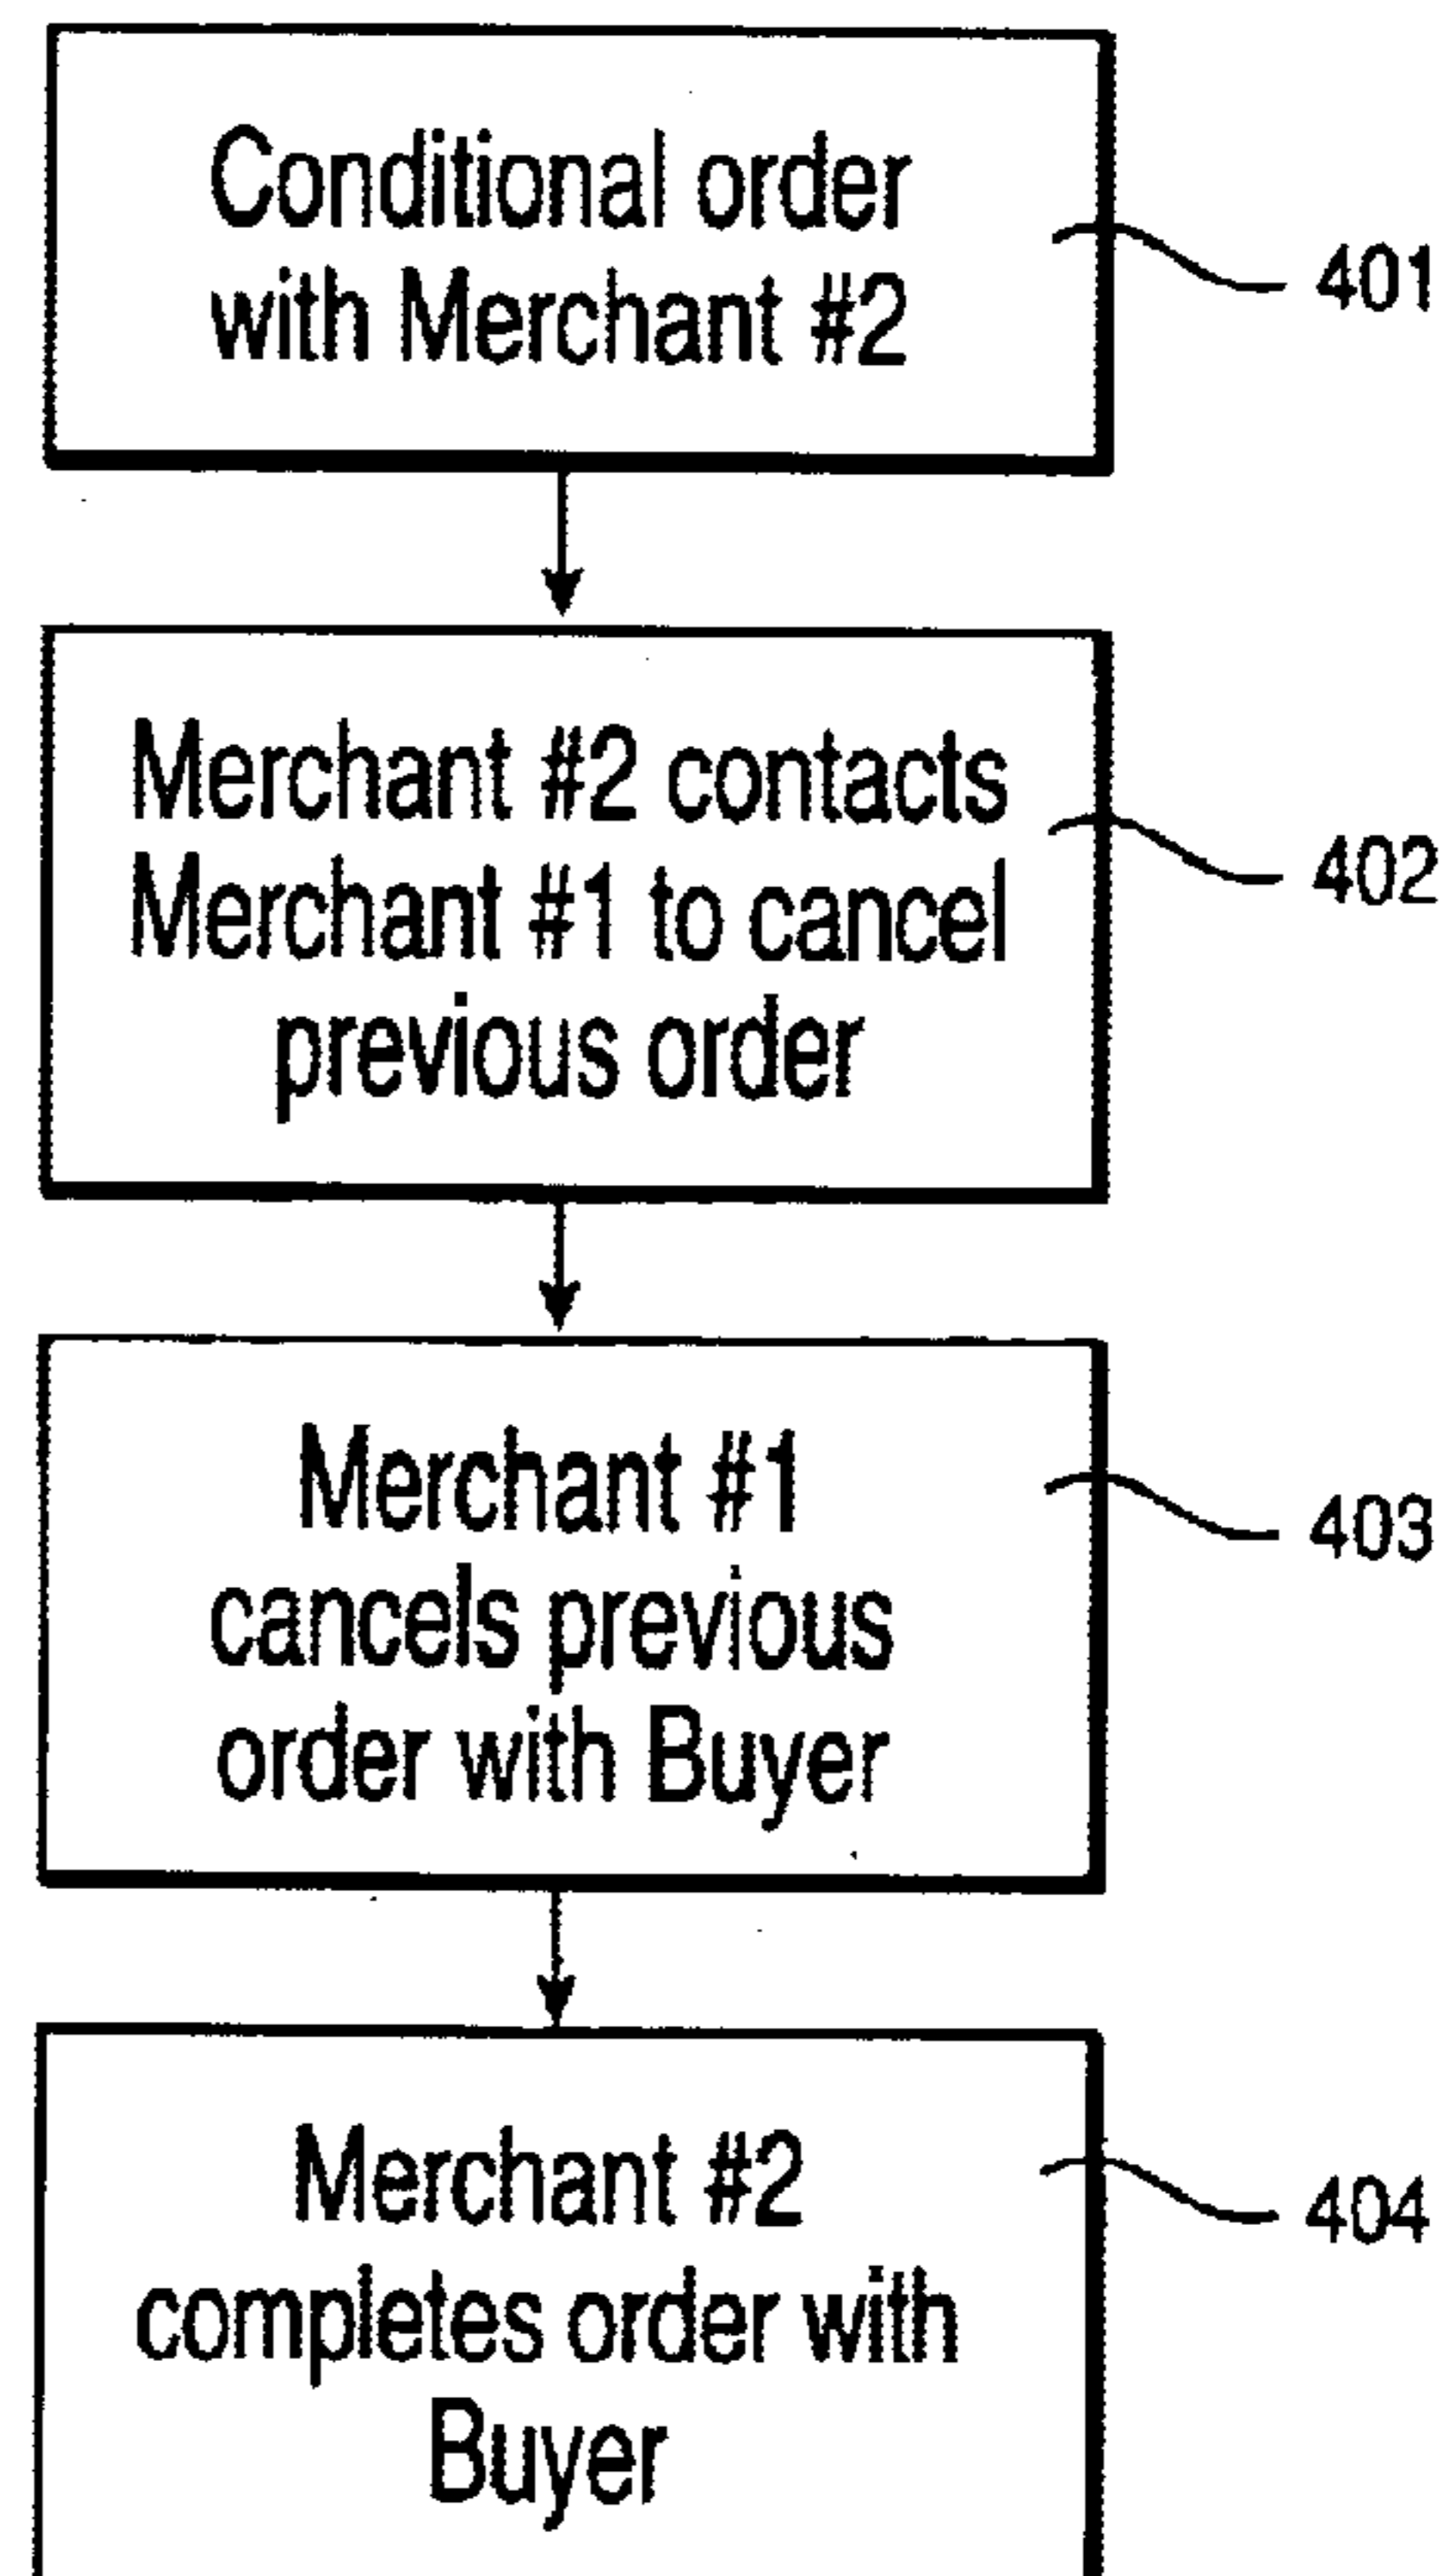 Conditional order
with Merchant #2
401
Merchant #2 contacts
Merchant #1 to cancel
previous order
402
Merchant #1
cancels previous
order with Buyer
403
Merchant #2
completes order with
Buyer
404